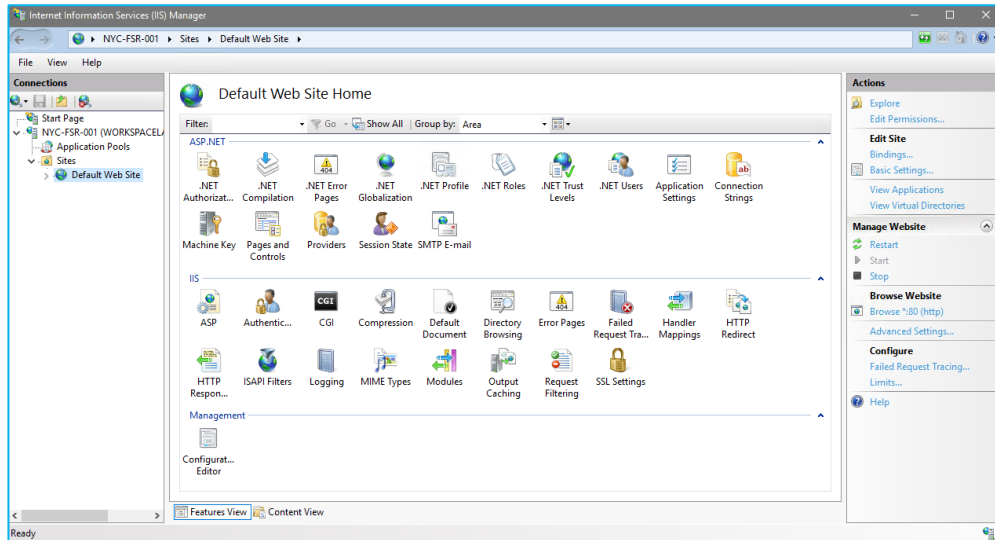 Internet Information Services (IIS) Manager
NYC-FSR-001 Sites Default Web Site
File View Help
Connections
Start Page
NYC-FSR-001 (WORKSPACELA
Application Pools
Sites
Default Web Site
Default Web Site Home
Filter: Go Show All Group by: Area
ASP.NET
.NET Authorizat...
.NET Compilation
.NET Error Pages
.NET Globalization
.NET Profile
.NET Roles
.NET Trust Levels
.NET Users
Application Settings
Connection Strings
Machine Key
Pages and Controls
Providers
Session State
SMTP E-mail
IIS
ASP
Authentic...
CGI
Compression
Default Document
Directory Browsing
Error Pages
Failed Request Tra...
Handler Mappings
HTTP Redirect
HTTP Respon...
ISAPI Filters
Logging
MIME Types
Modules
Output Caching
Request Filtering
SSL Settings
Management
Configurat... Editor
Features View Content View
Actions
Explore
Edit Permissions...
Edit Site
Bindings...
Basic Settings...
View Applications
View Virtual Directories
Manage Website
Restart
Start
Stop
Browse Website
Browse *:80 (http)
Advanced Settings...
Configure
Failed Request Tracing...
Limits...
Help
Ready